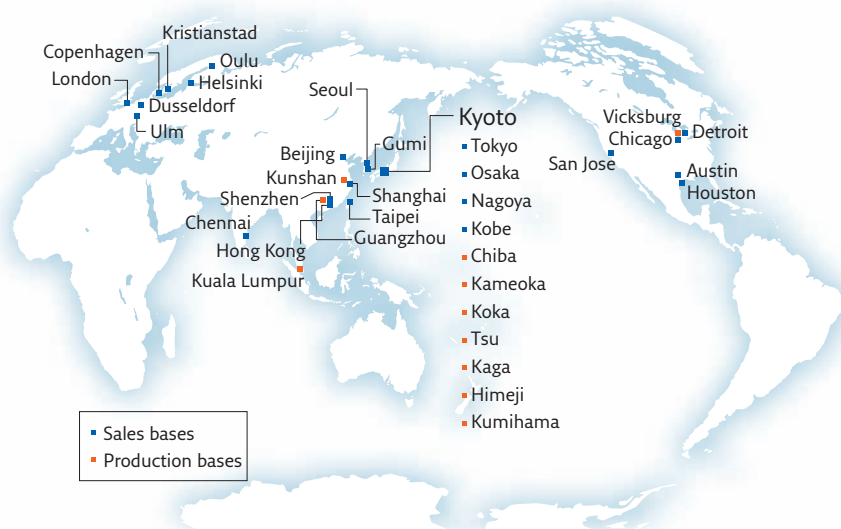 Kristianstad
Copenhagen
Oulu
London
Helsinki
Dusseldorf
Ulm
Seoul
Kyoto
Gumi
Beijing
Kunshan
Shenzhen
Shanghai
Chennai
Taipei
Guangzhou
Hong Kong
Kuala Lumpur
Tokyo
Osaka
Nagoya
Kobe
Chiba
Kameoka
Koka
Tsu
Kaga
Himeji
Kumihama
Vicksburg
Detroit
Chicago
San Jose
Austin
Houston
Sales bases
Production bases